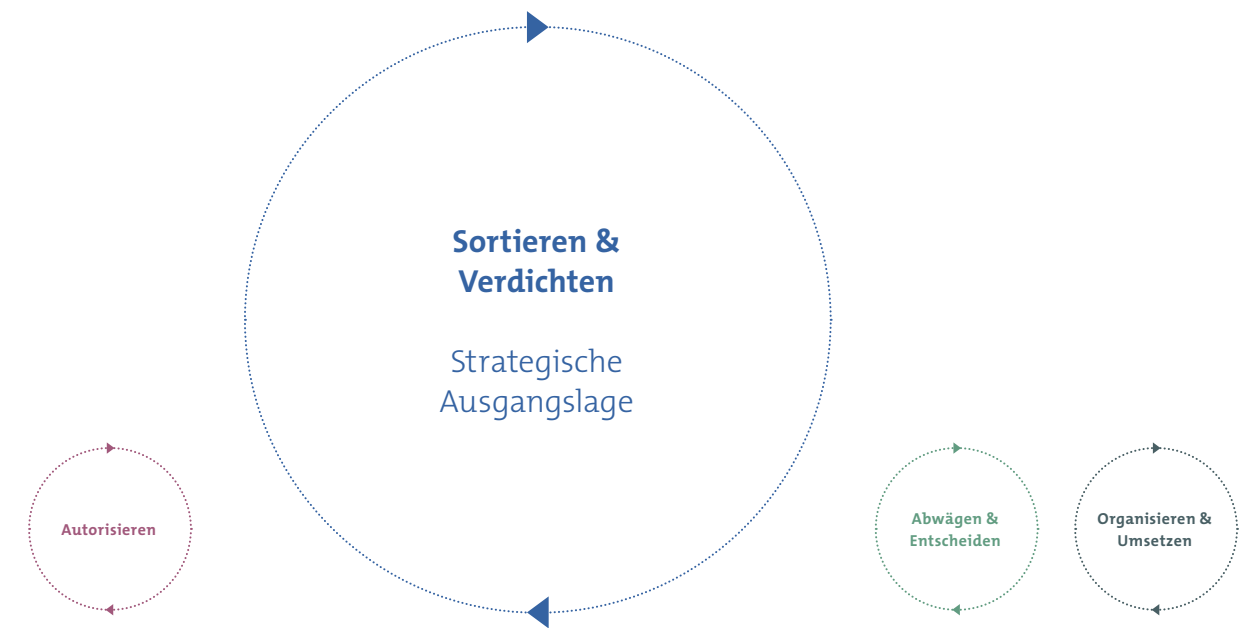 Autorisieren
Sortieren &
Verdichten
Strategische
Ausgangslage
Abwägen &
Entscheiden
Organisieren &
Umsetzen